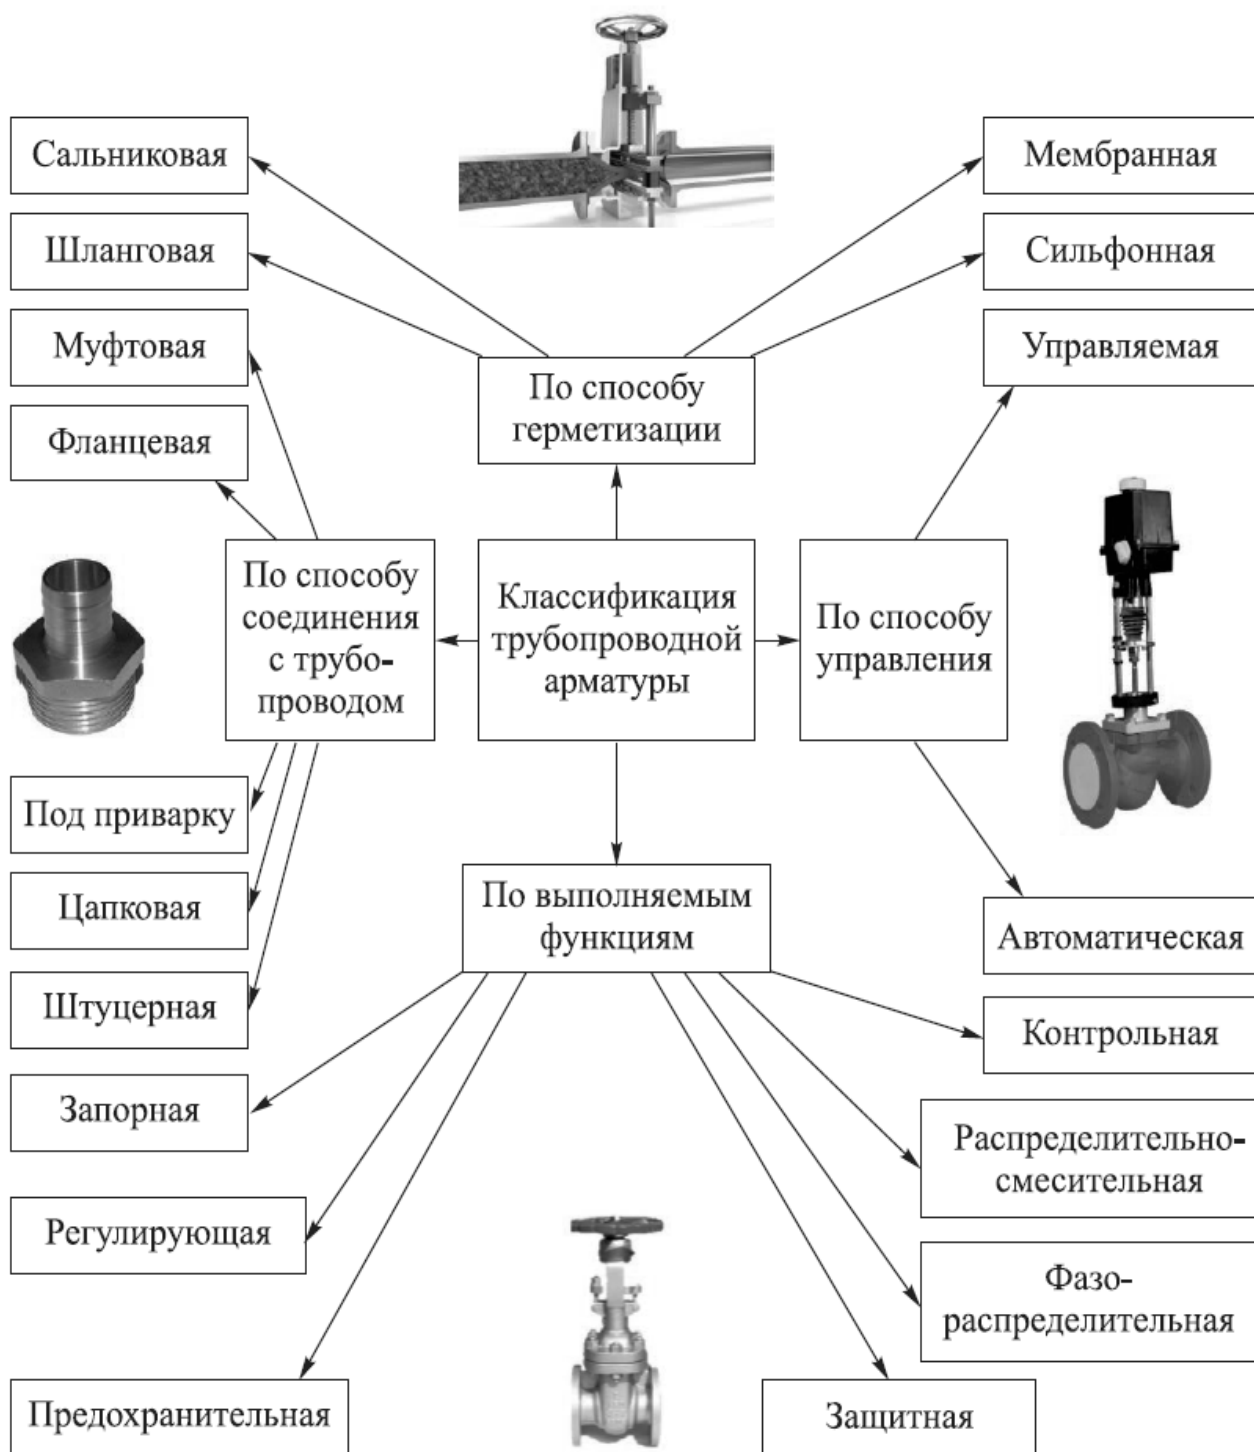 Сальниковая
Мембранная
Шланговая
Сильфонная
Муфтовая
Управляемая
По способу
герметизации
Фланцевая
По способу
соединения
с трубо-
проводом
Классификация
трубопроводной
арматуры
По способу
управления
Под приварку
Цапковая
По выполняемым
функциям
Автоматическая
Штуцерная
Контрольная
Запорная
Распределительно-
смесительная
Регулирующая
Фазо-
распределительная
Предохранительная
Защитная